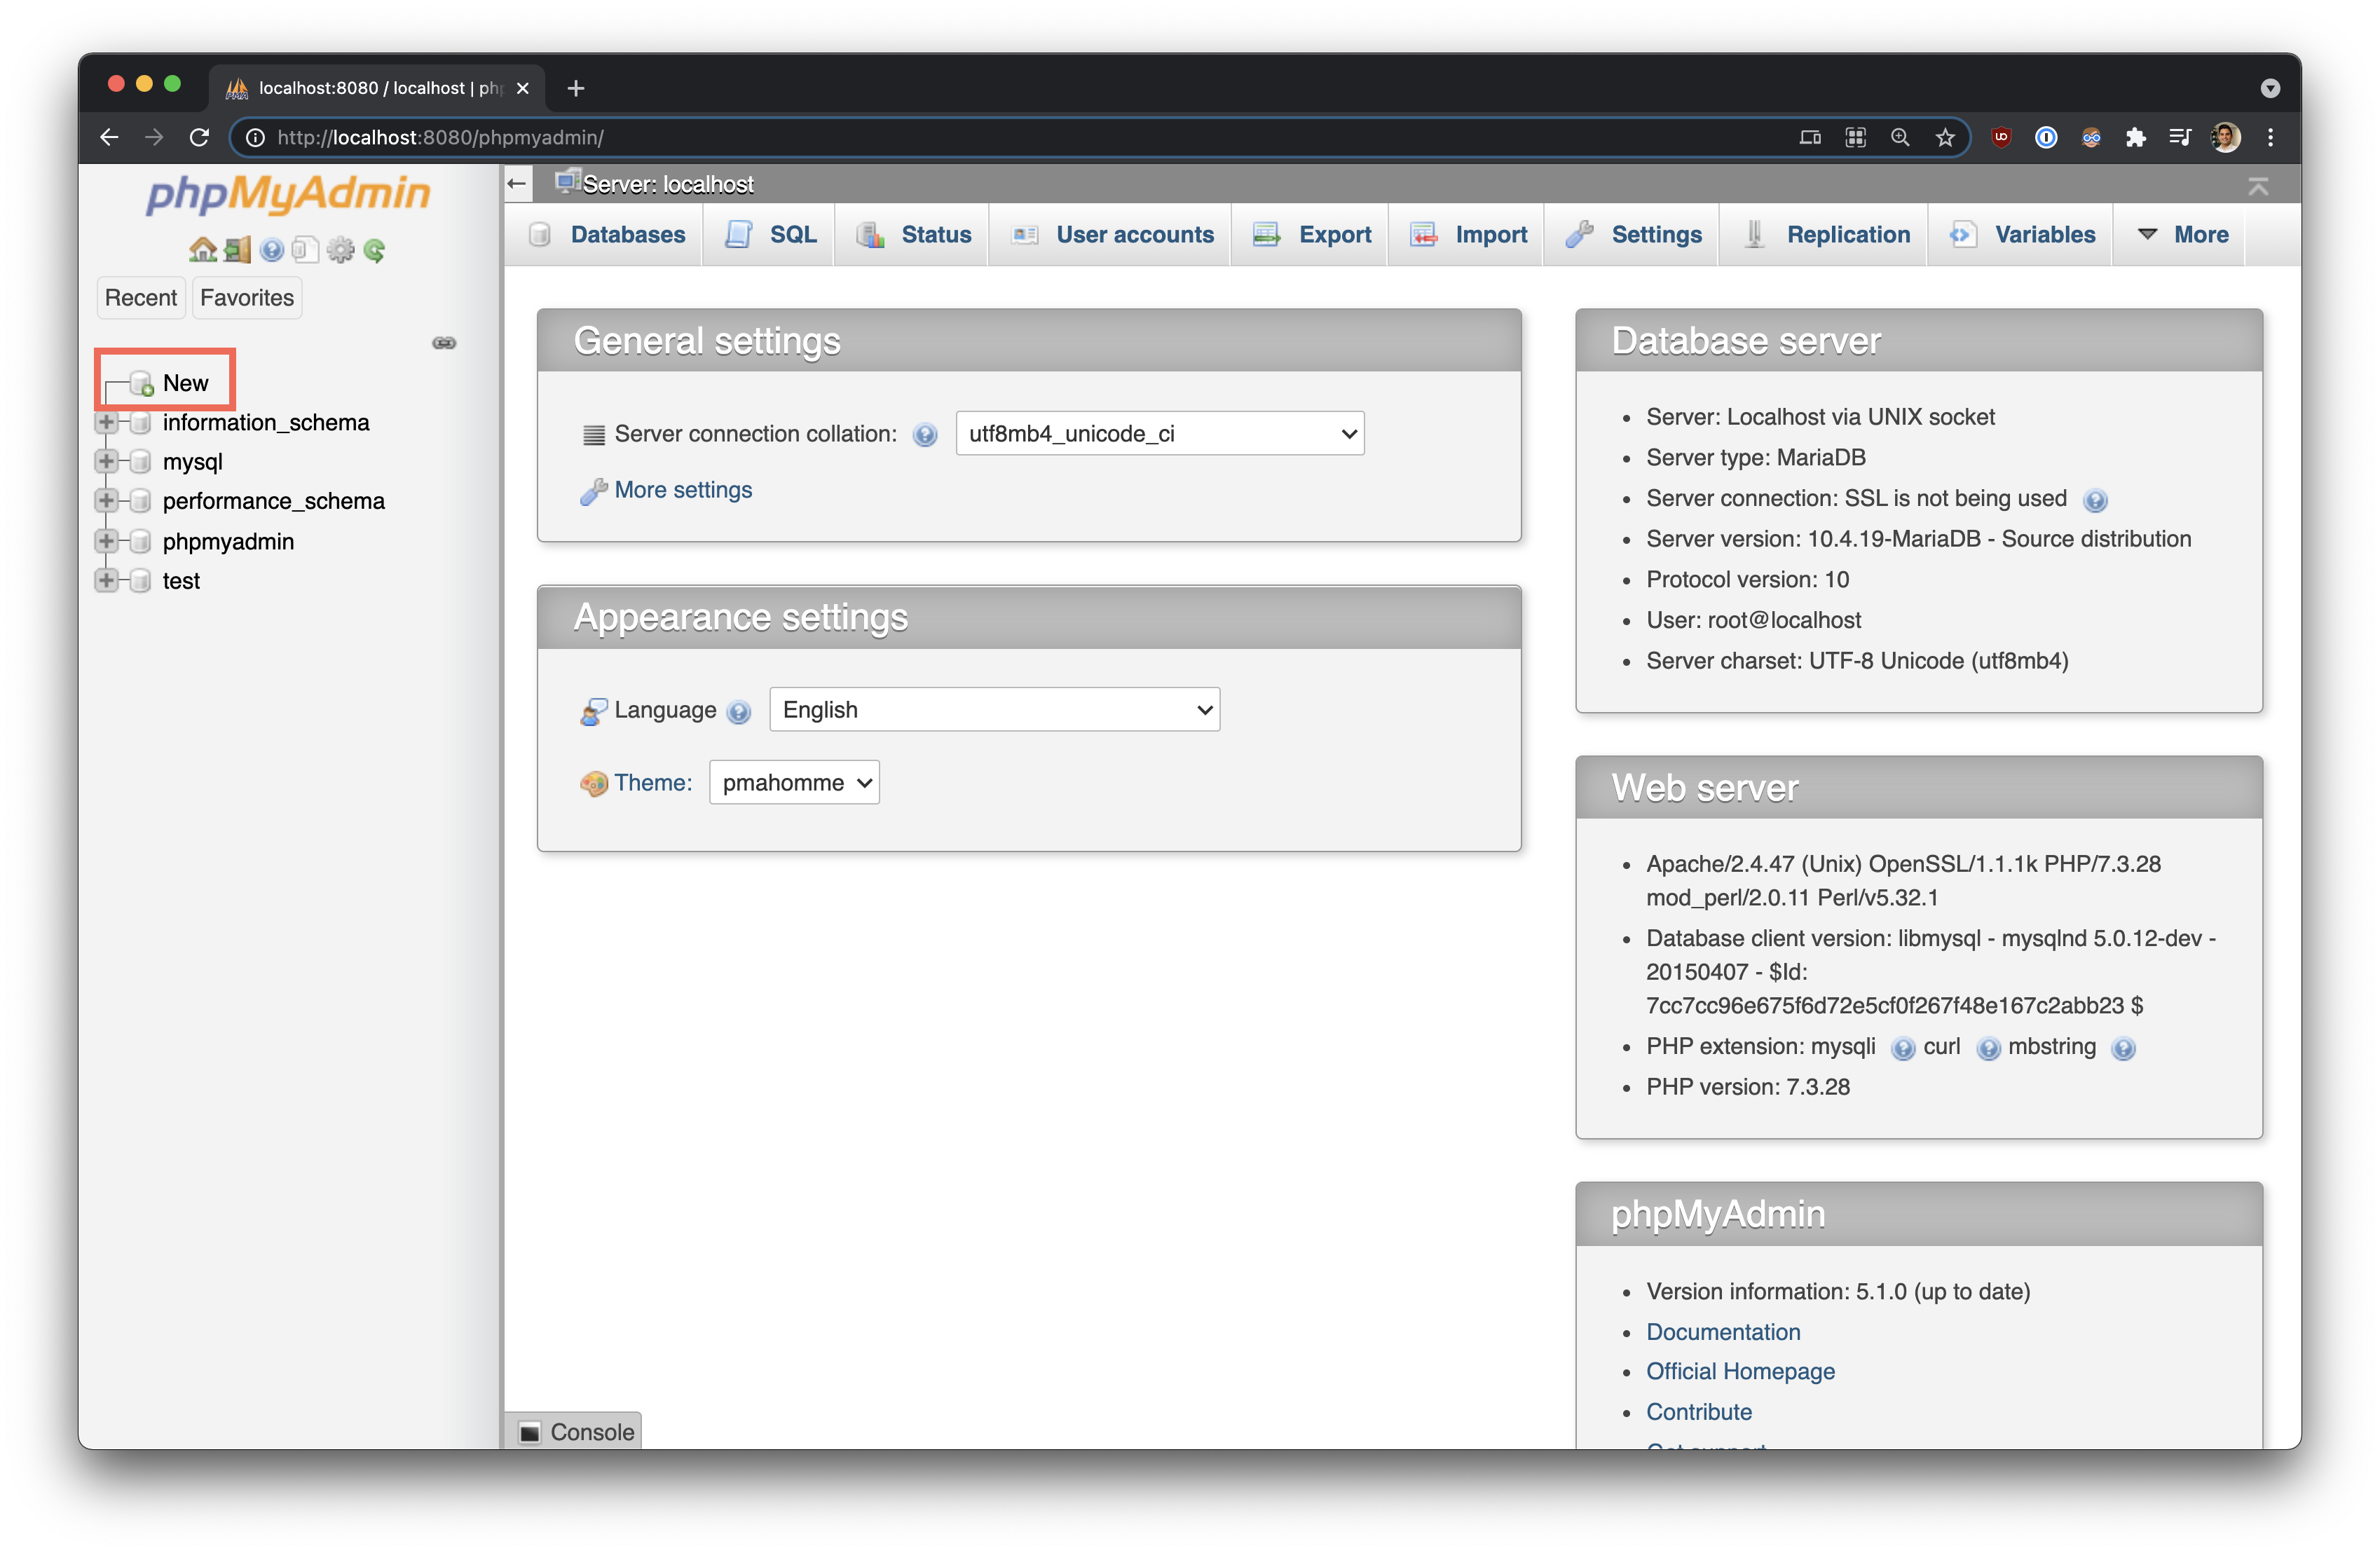 localhost:8080 / localhost | php
http://localhost:8080/phpmyadmin/
phpMyAdmin
Recent
Favorites
New
information_schema
mysql
performance_schema
phpmyadmin
test
Server: localhost
Databases
SQL
Status
User accounts
Export
Import
Settings
Replication
Variables
More
General settings
Server connection collation:
utf8mb4_unicode_ci
More settings
Appearance settings
Language
English
Theme:
pmahomme
Console
Database server
Server: Localhost via UNIX socket
Server type: MariaDB
Server connection: SSL is not being used
Server version: 10.4.19-MariaDB - Source distribution
Protocol version: 10
User: root@localhost
Server charset: UTF-8 Unicode (utf8mb4)
Web server
Apache/2.4.47 (Unix) OpenSSL/1.1.1k PHP/7.3.28
mod_perl/2.0.11 Perl/v5.32.1
Database client version: libmysql - mysqlnd 5.0.12-dev -
20150407 - $Id:
7cc7cc96e675f6d72e5cf0f267f48e167c2abb23 $
PHP extension: mysqli curl mbstring
PHP version: 7.3.28
phpMyAdmin
Version information: 5.1.0 (up to date)
Documentation
Official Homepage
Contribute
Get support